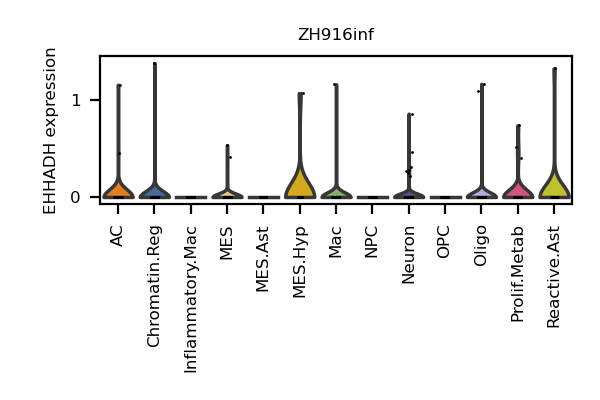 ZH916inf
EHHADH expression
1
0
AC
Chromatin.Reg
Inflammatory.Mac
MES
MES.Ast
MES.Hyp
Mac
NPC
Neuron
OPC
Oligo
Prolif.Metab
Reactive.Ast